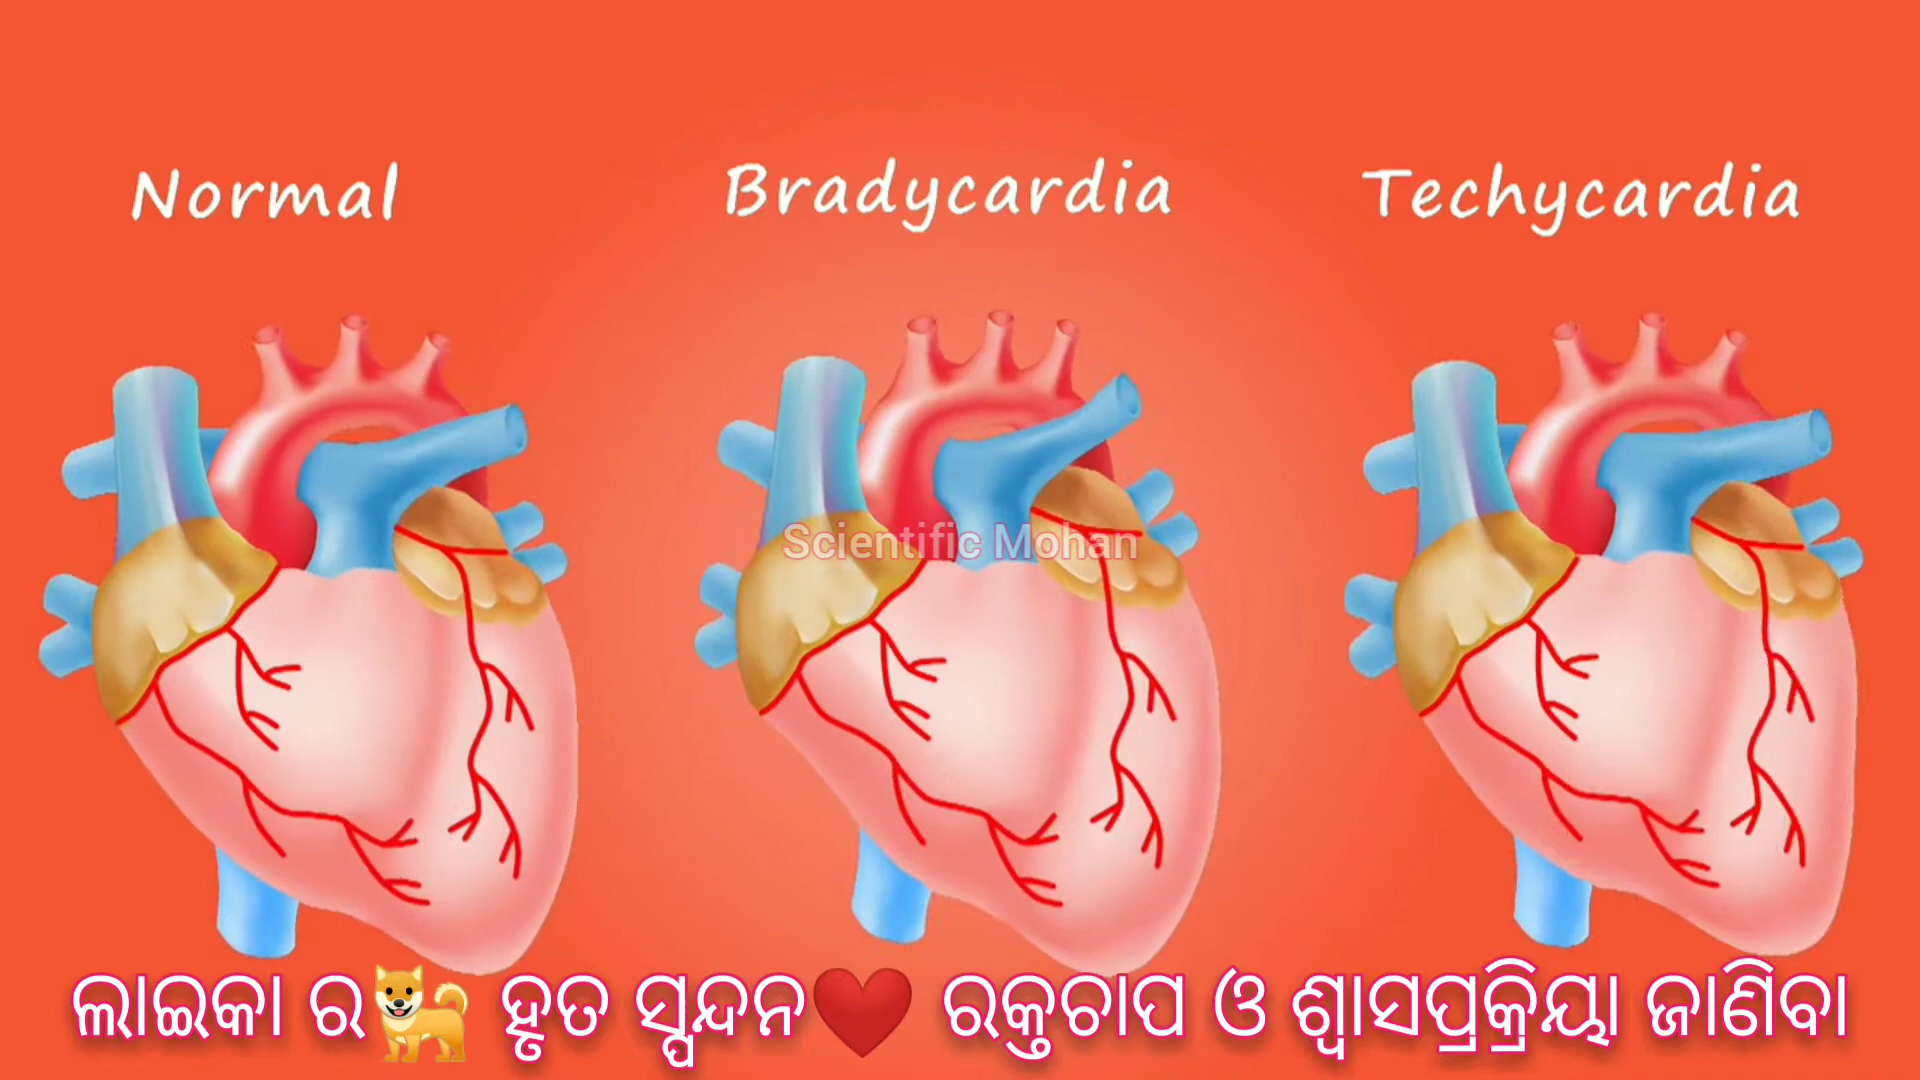 Normal Bradycardia Techycardia
Scientific Mohan
ଲାଇକା ର🐕 ହୃତ ସ୍ପନ୍ଦନ❤️ ରକ୍ତଚାପ ଓ ଶ୍ୱାସପ୍ରକ୍ରିୟା ଜାଣିବା